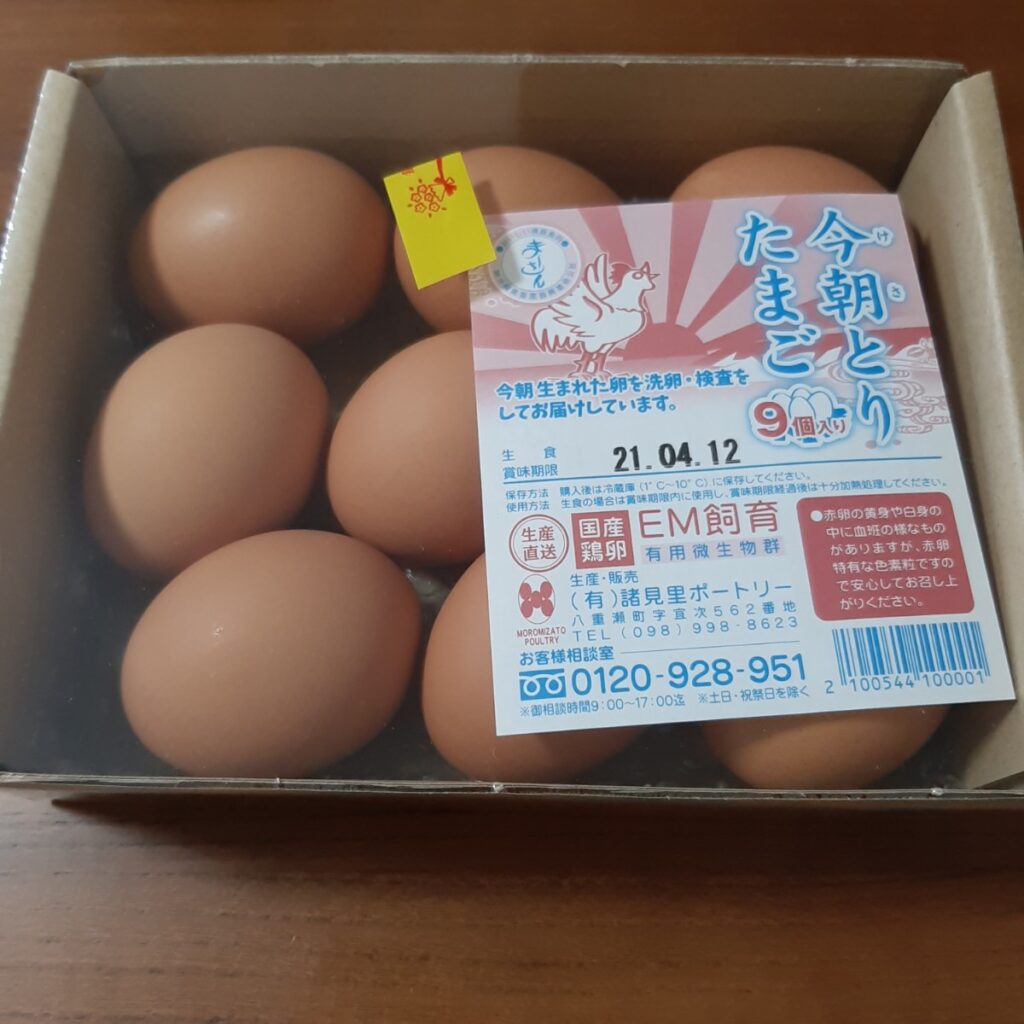 今朝とり
けさ
たまご
9個入り
まさひろ
今朝生まれた卵を洗卵・検査を
してお届けしています。
生食
賞味期限
21.04.12
保存方法 購入後は冷蔵庫(1°C〜10°C)に保存してください。
使用方法 生食の場合は賞味期限内に使用し、賞味期限経過後は十分加熱処理してください。
生産
直送
国産
鶏卵
EM飼育
有用微生物群
●赤卵の黄身や白身の
中に血斑の様なもの
がありますが、赤卵
特有な色素粒ですの
で安心してお召し上
がりください。
生産・販売
(有)諸見里ポートリー
八重瀬町字宜次562番地
TEL(098)998-8623
MOROMIZATO
POULTRY
お客様相談室
0120-928-951
※御相談時間9:00〜17:00迄 ※土日・祝祭日を除く
2 100544 100001